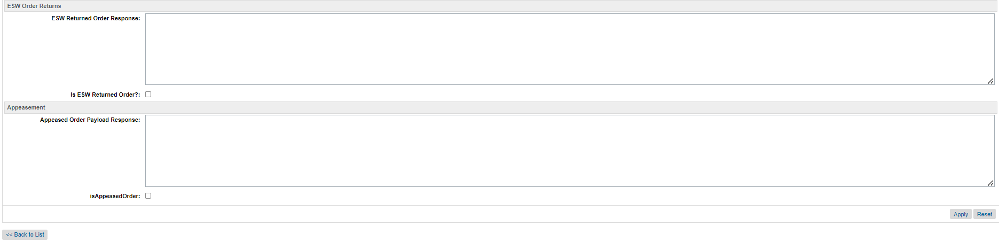 ESW Order Returns
ESW Returned Order Response:
Is ESW Returned Order?:
Appeasement
Appeased Order Payload Response:
isAppeasedOrder:
Apply Reset
<< Back to List